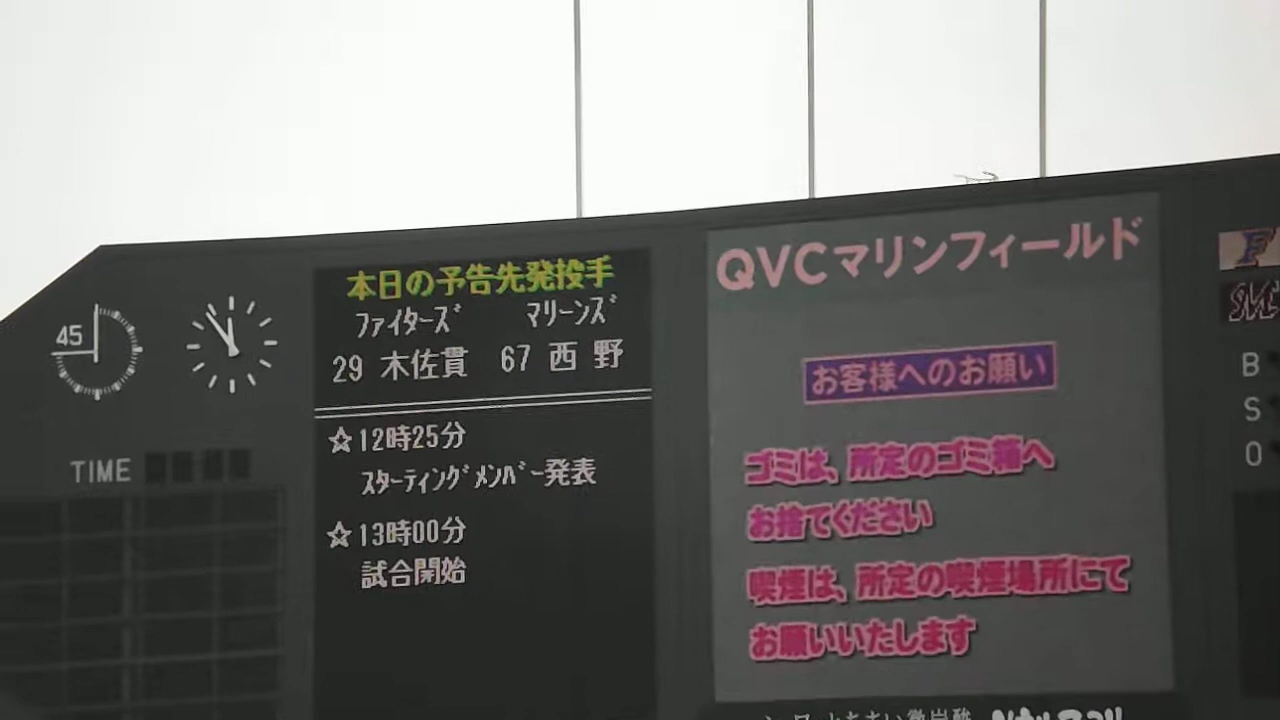 45
TIME
本日の予告先発投手
ファイターズ マリーンズ
29 木佐貫 67 西野
☆12時25分
スターティングメンバー発表
☆13時00分
試合開始
QVCマリンフィールド
お客様へのお願い
ゴミは、所定のゴミ箱へ
お捨てください
喫煙は、所定の喫煙場所にて
お願いいたします
F
B
S
O